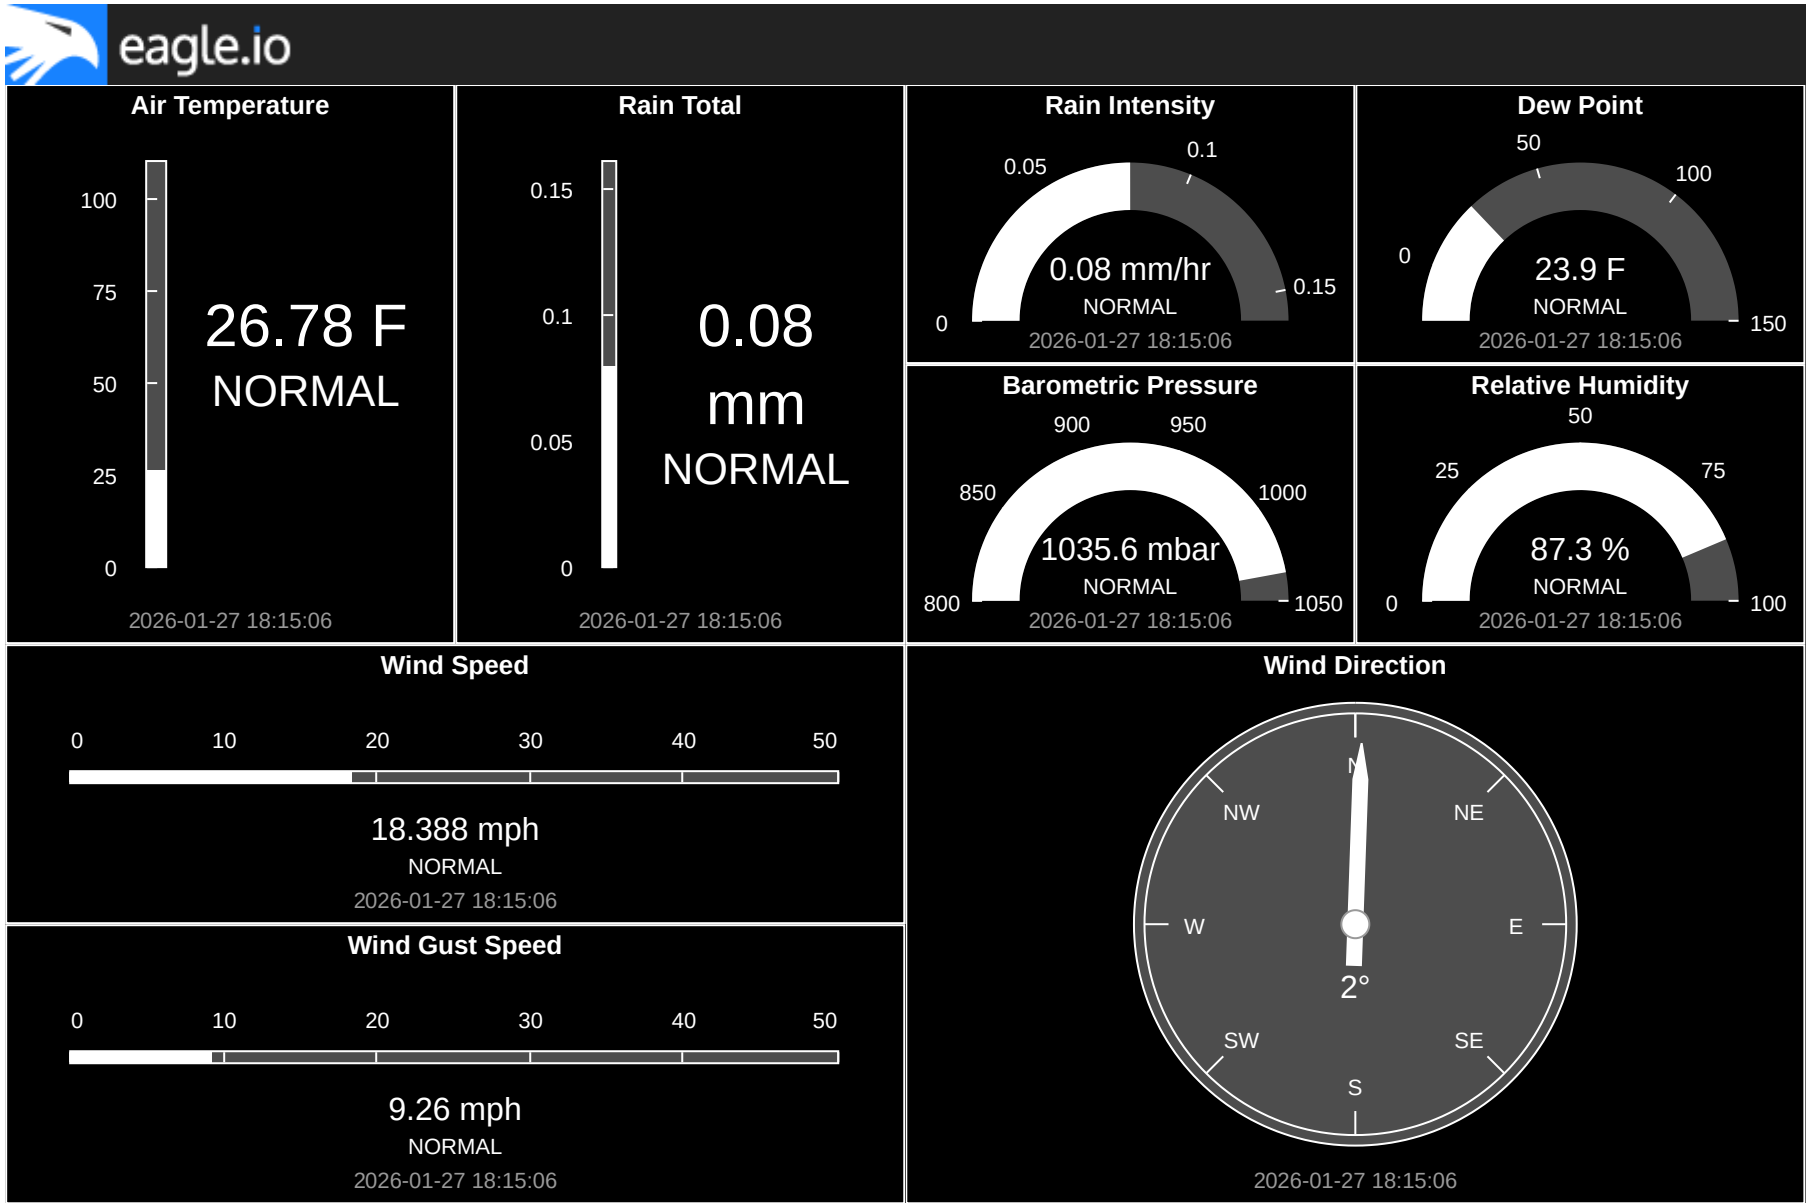 eagle.io
Air Temperature
100
75
50
25
0
26.78 F
NORMAL
2026-01-27 18:15:06
Rain Total
0.15
0.1
0.05
0
0.08
mm
NORMAL
2026-01-27 18:15:06
Rain Intensity
0
0.05
0.1
0.15
0.08 mm/hr
NORMAL
2026-01-27 18:15:06
Dew Point
0
50
100
150
23.9 F
NORMAL
2026-01-27 18:15:06
Barometric Pressure
800
850
900
950
1000
1050
1035.6 mbar
NORMAL
2026-01-27 18:15:06
Relative Humidity
0
25
50
75
100
87.3 %
NORMAL
2026-01-27 18:15:06
Wind Speed
0 10 20 30 40 50
18.388 mph
NORMAL
2026-01-27 18:15:06
Wind Gust Speed
0 10 20 30 40 50
9.26 mph
NORMAL
2026-01-27 18:15:06
Wind Direction
N
NW NE
W E
2°
SW SE
S
2026-01-27 18:15:06